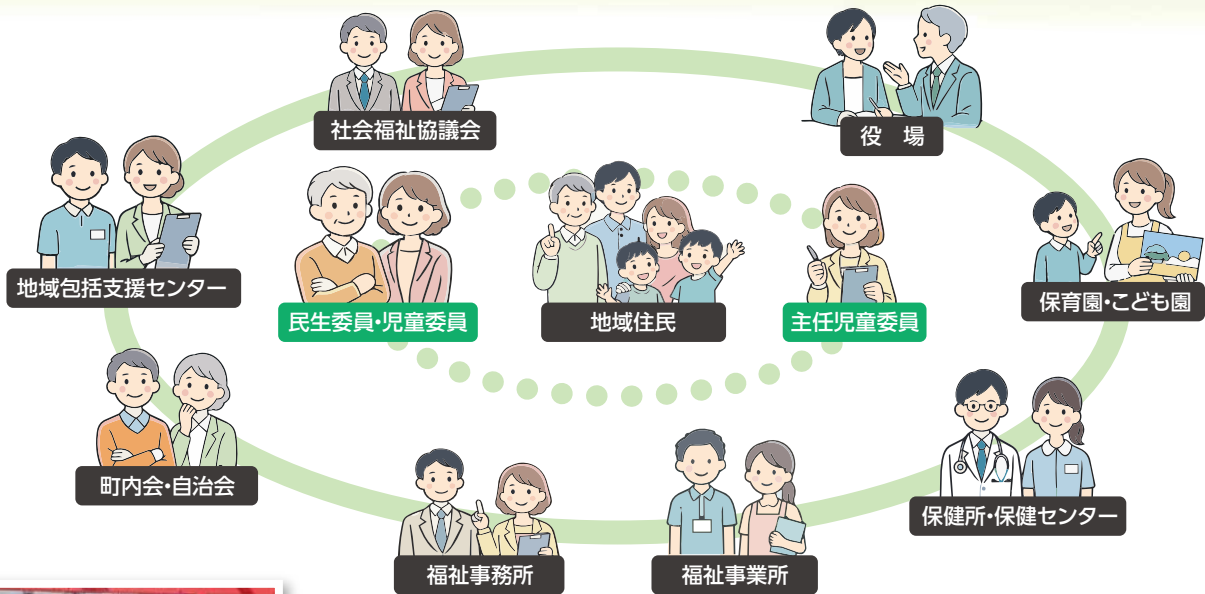 社会福祉協議会
役　場
地域包括支援センター
民生委員・児童委員
地域住民
主任児童委員
保育園・こども園
町内会・自治会
保健所・保健センター
福祉事務所
福祉事業所